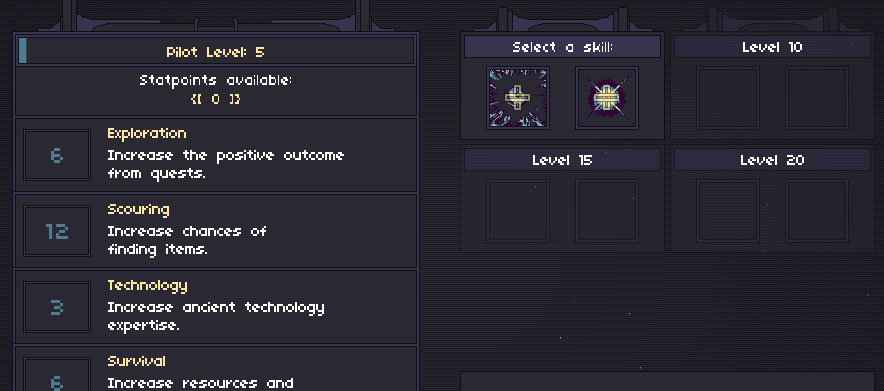 Pilot Level: 5
Statpoints available:
{[ 0 ]}
6
Exploration
Increase the positive outcome
from quests.
12
Scouring
Increase chances of
finding items.
3
Technology
Increase ancient technology
expertise.
6
Survival
Increase resources and
Select a skill:
Level 10
Level 15
Level 20